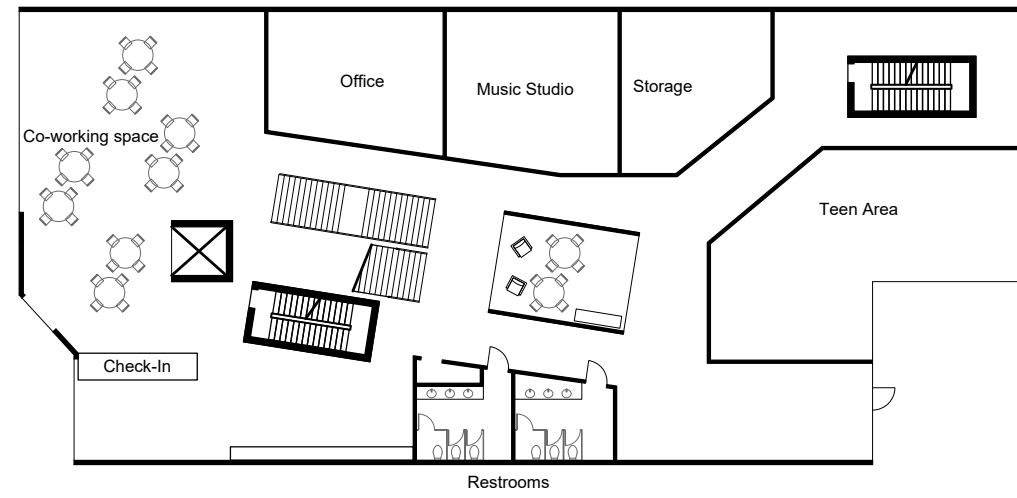 Office
Music Studio
Storage
Co-working space
Teen Area
Check-In
Restrooms